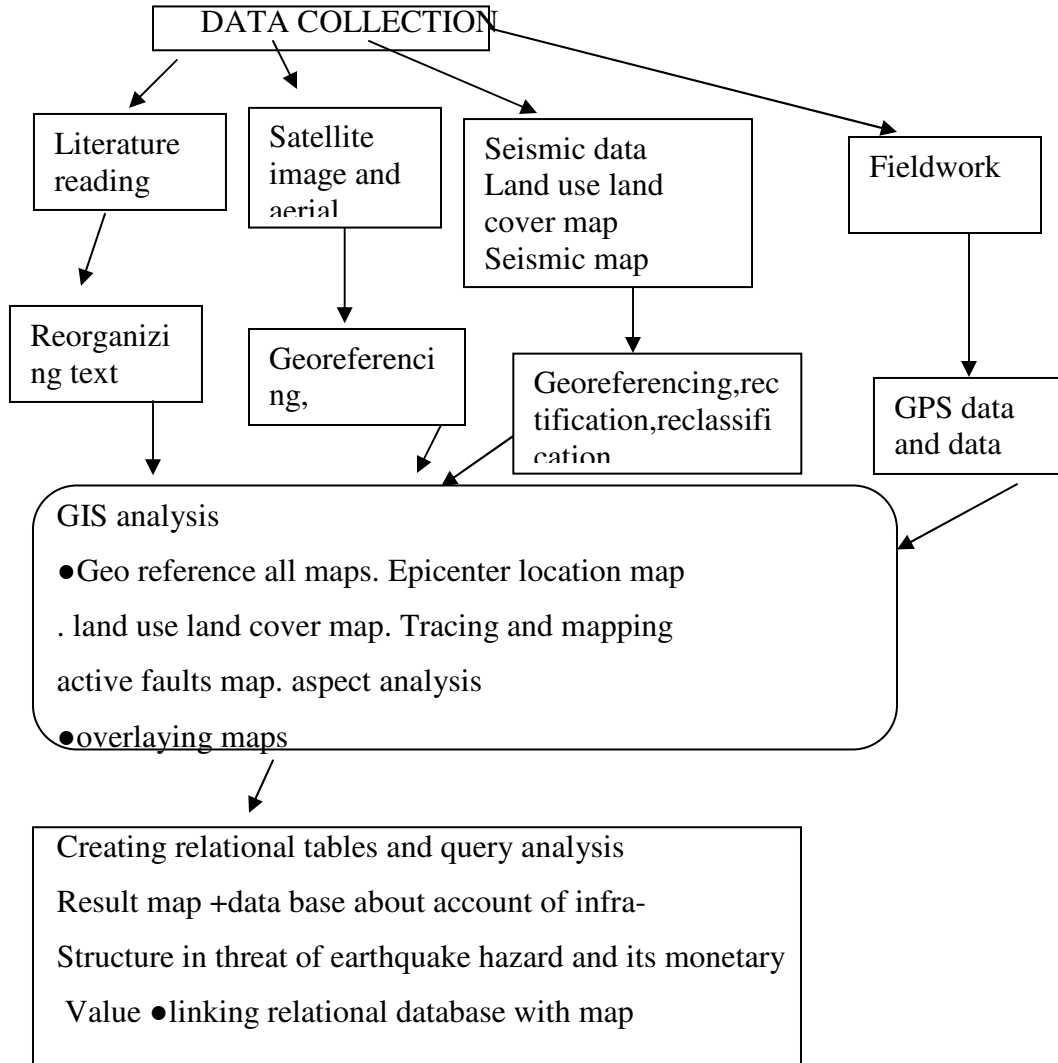 DATA COLLECTION
Literature
reading
Satellite
image and
aerial
Seismic data
Land use land
cover map
Seismic map
Fieldwork
Reorganizi
ng text
Georeferenci
ng,
Georeferencing,rec
tification,reclassifi
cation
GPS data
and data
GIS analysis
●Geo reference all maps. Epicenter location map
. land use land cover map. Tracing and mapping
active faults map. aspect analysis
●overlaying maps
Creating relational tables and query analysis
Result map +data base about account of infra-
Structure in threat of earthquake hazard and its monetary
Value ●linking relational database with map